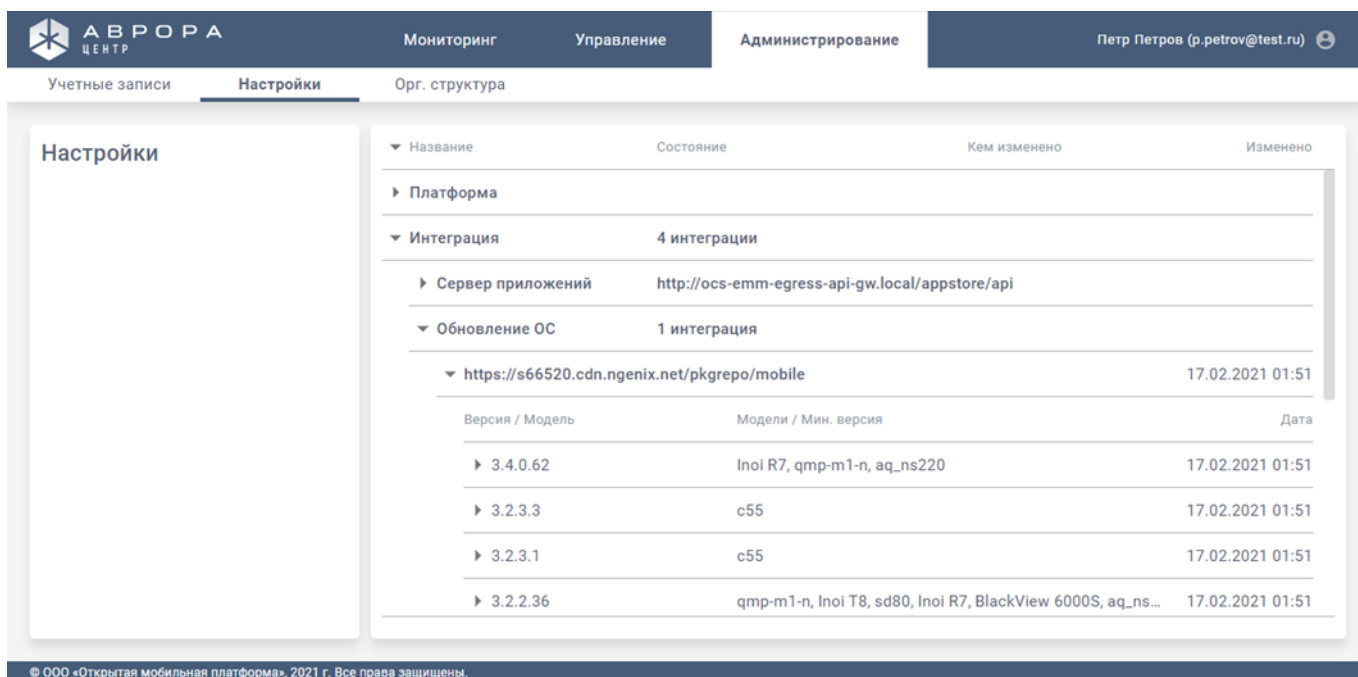 АВРОРА
ЦЕНТР
Мониторинг Управление Администрирование Петр Петров (p.petrov@test.ru)
Учетные записи Настройки Орг. структура
Настройки
Название Состояние Кем изменено Изменено
Платформа
Интеграция 4 интеграции
Сервер приложений http://ocs-emm-egress-api-gw.local/appstore/api
Обновление ОС 1 интеграция
https://s66520.cdn.ngenix.net/pkgrepo/mobile 17.02.2021 01:51
Версия / Модель Модели / Мин. версия Дата
3.4.0.62 Inoi R7, qmp-m1-n, aq_ns220 17.02.2021 01:51
3.2.3.3 c55 17.02.2021 01:51
3.2.3.1 c55 17.02.2021 01:51
3.2.2.36 qmp-m1-n, Inoi T8, sd80, Inoi R7, BlackView 6000S, aq_ns... 17.02.2021 01:51
© ООО «Открытая мобильная платформа», 2021 г. Все права защищены.